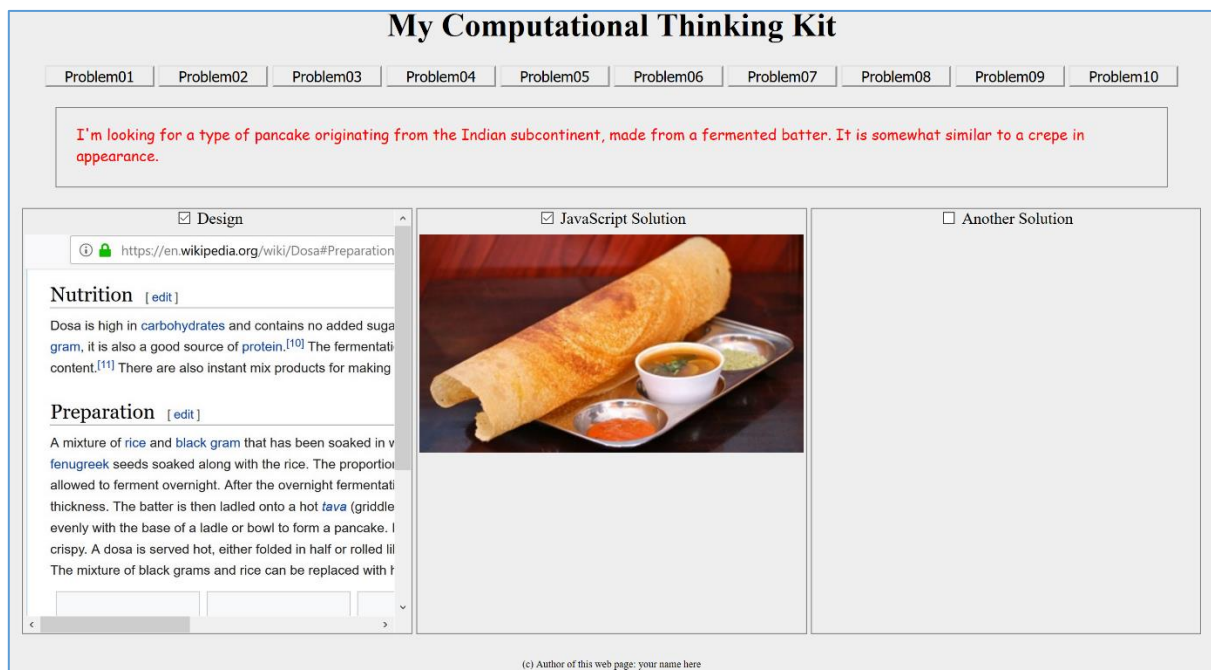 My Computational Thinking Kit
Problem01 Problem02 Problem03 Problem04 Problem05 Problem06 Problem07 Problem08 Problem09 Problem10
I'm looking for a type of pancake originating from the Indian subcontinent, made from a fermented batter. It is somewhat similar to a crepe in
appearance.
Design
https://en.wikipedia.org/wiki/Dosa#Preparation
Nutrition [edit]
Dosa is high in carbohydrates and contains no added suga
gram, it is also a good source of protein.[10] The fermentati
content.[11] There are also instant mix products for making
Preparation [edit]
A mixture of rice and black gram that has been soaked in
fenugreek seeds soaked along with the rice. The proportion
allowed to ferment overnight. After the overnight fermentati
thickness. The batter is then ladled onto a hot tava (griddle
evenly with the base of a ladle or bowl to form a pancake.
crispy. A dosa is served hot, either folded in half or rolled
The mixture of black grams and rice can be replaced with
JavaScript Solution
Another Solution
(c) Author of this web page: your name here